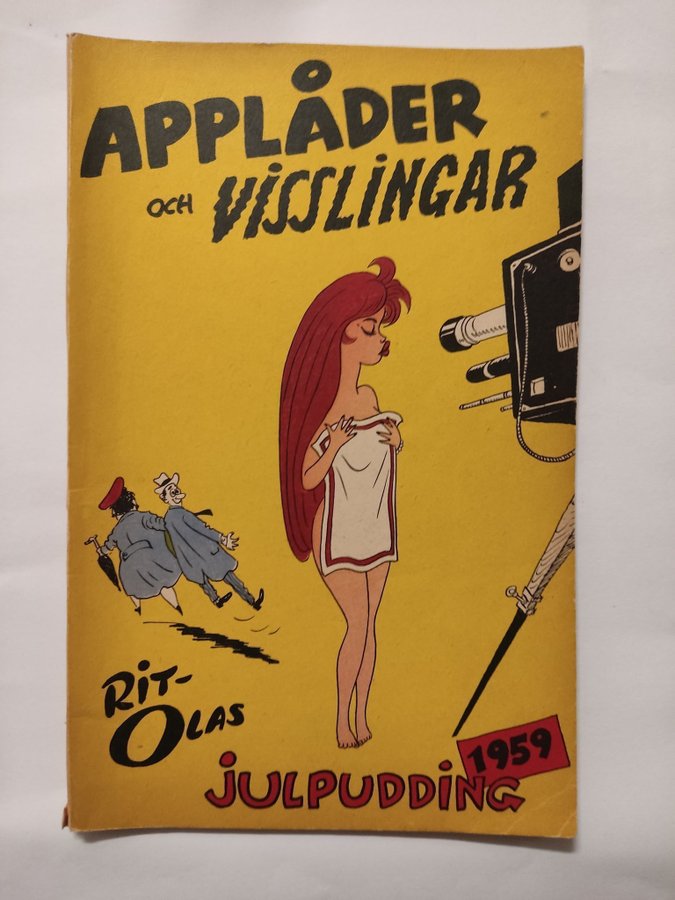 APPLÅDER
OCH VISSLINGAR
RIT-
OLAS
JULPUDDING 1959